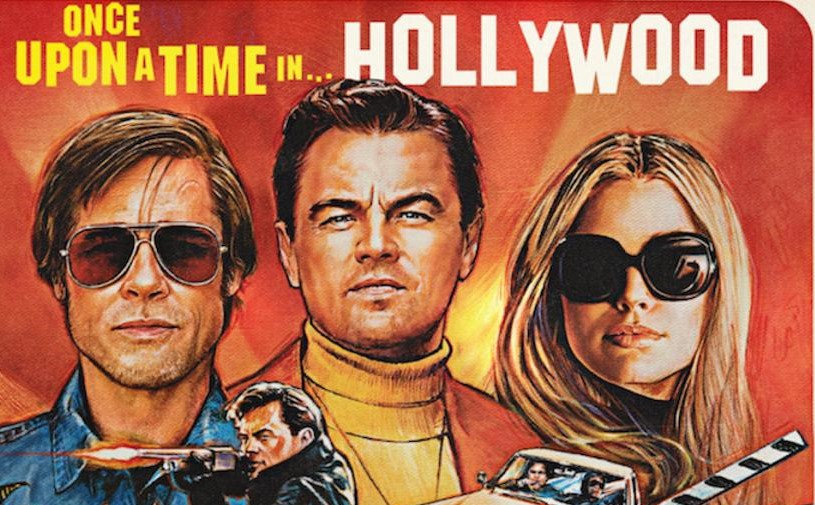 ONCE
UPON A TIME IN... HOLLYWOOD